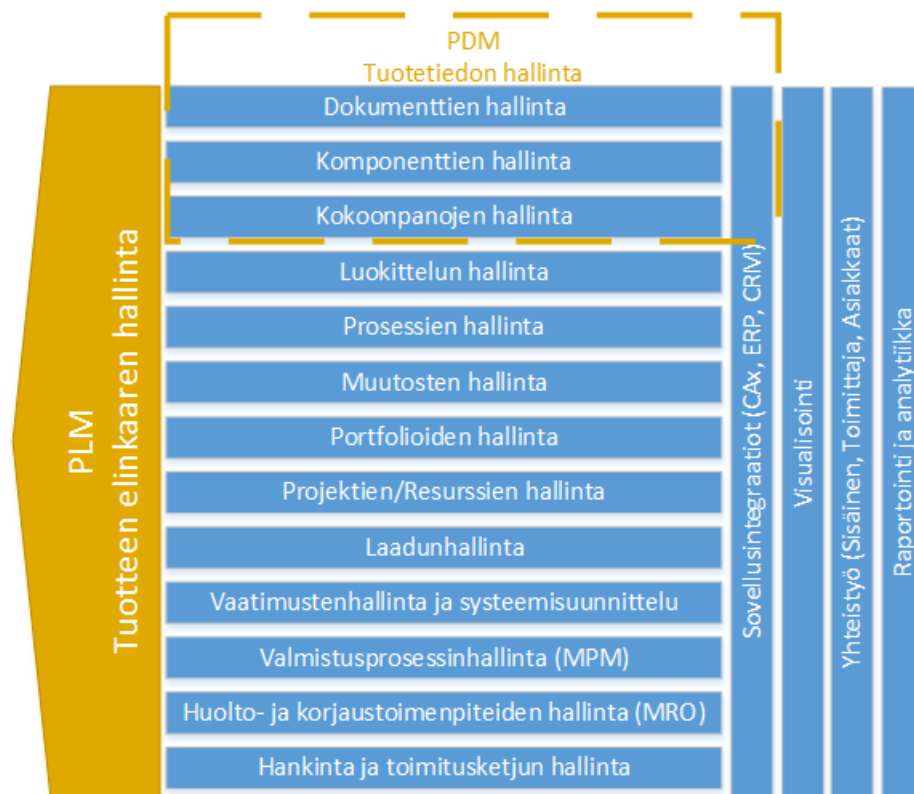 PDM
Tuotetiedon hallinta
PLM
Tuotteen elinkaaren hallinta
Dokumenttien hallinta
Komponenttien hallinta
Kokoonpanojen hallinta
Luokittelun hallinta
Prosessien hallinta
Muutosten hallinta
Portfolioiden hallinta
Projektien/Resurssien hallinta
Laadunhallinta
Vaatimustenhallinta ja systeemisuunnittelu
Valmistusprosessinhallinta (MPM)
Huolto- ja korjaustoimenpiteiden hallinta (MRO)
Hankinta ja toimitusketjun hallinta
Sovellusintegraatiot (CAx, ERP, CRM)
Visualisointi
Yhteistyö (Sisäinen, Toimittaja, Asiakkaat)
Raportointi ja analytiikka